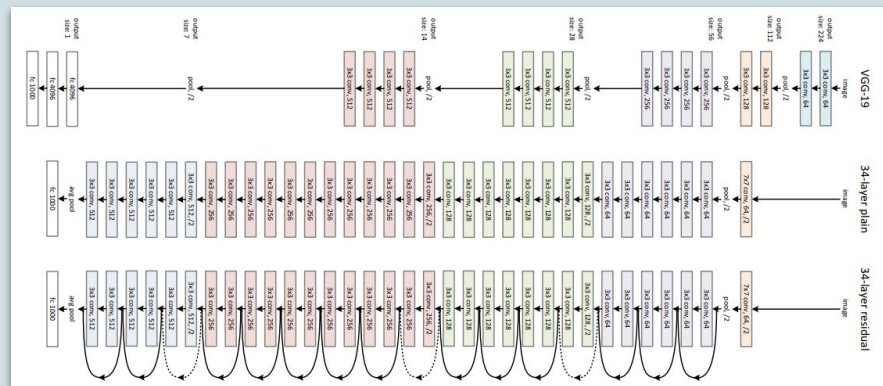 output
size: 224
output
size: 112
output
size: 56
output
size: 28
output
size: 14
output
size: 7
output
size: 1
VGG-19
image
3x3 conv, 64
3x3 conv, 64
pool, /2
3x3 conv, 128
3x3 conv, 128
pool, /2
3x3 conv, 256
3x3 conv, 256
3x3 conv, 256
3x3 conv, 256
pool, /2
3x3 conv, 512
3x3 conv, 512
3x3 conv, 512
3x3 conv, 512
pool, /2
3x3 conv, 512
3x3 conv, 512
3x3 conv, 512
3x3 conv, 512
pool, /2
fc 4096
fc 4096
fc 1000
34-layer plain
image
7x7 conv, 64, /2
pool, /2
3x3 conv, 64
3x3 conv, 64
3x3 conv, 64
3x3 conv, 64
3x3 conv, 64
3x3 conv, 64
3x3 conv, 128, /2
3x3 conv, 128
3x3 conv, 128
3x3 conv, 128
3x3 conv, 128
3x3 conv, 128
3x3 conv, 128
3x3 conv, 128
3x3 conv, 256, /2
3x3 conv, 256
3x3 conv, 256
3x3 conv, 256
3x3 conv, 256
3x3 conv, 256
3x3 conv, 256
3x3 conv, 256
3x3 conv, 256
3x3 conv, 256
3x3 conv, 256
3x3 conv, 256
3x3 conv, 512, /2
3x3 conv, 512
3x3 conv, 512
3x3 conv, 512
3x3 conv, 512
3x3 conv, 512
avg pool
fc 1000
34-layer residual
image
7x7 conv, 64, /2
pool, /2
3x3 conv, 64
3x3 conv, 64
3x3 conv, 64
3x3 conv, 64
3x3 conv, 64
3x3 conv, 64
3x3 conv, 128, /2
3x3 conv, 128
3x3 conv, 128
3x3 conv, 128
3x3 conv, 128
3x3 conv, 128
3x3 conv, 128
3x3 conv, 128
3x3 conv, 256, /2
3x3 conv, 256
3x3 conv, 256
3x3 conv, 256
3x3 conv, 256
3x3 conv, 256
3x3 conv, 256
3x3 conv, 256
3x3 conv, 256
3x3 conv, 256
3x3 conv, 256
3x3 conv, 256
3x3 conv, 512, /2
3x3 conv, 512
3x3 conv, 512
3x3 conv, 512
3x3 conv, 512
3x3 conv, 512
avg pool
fc 1000